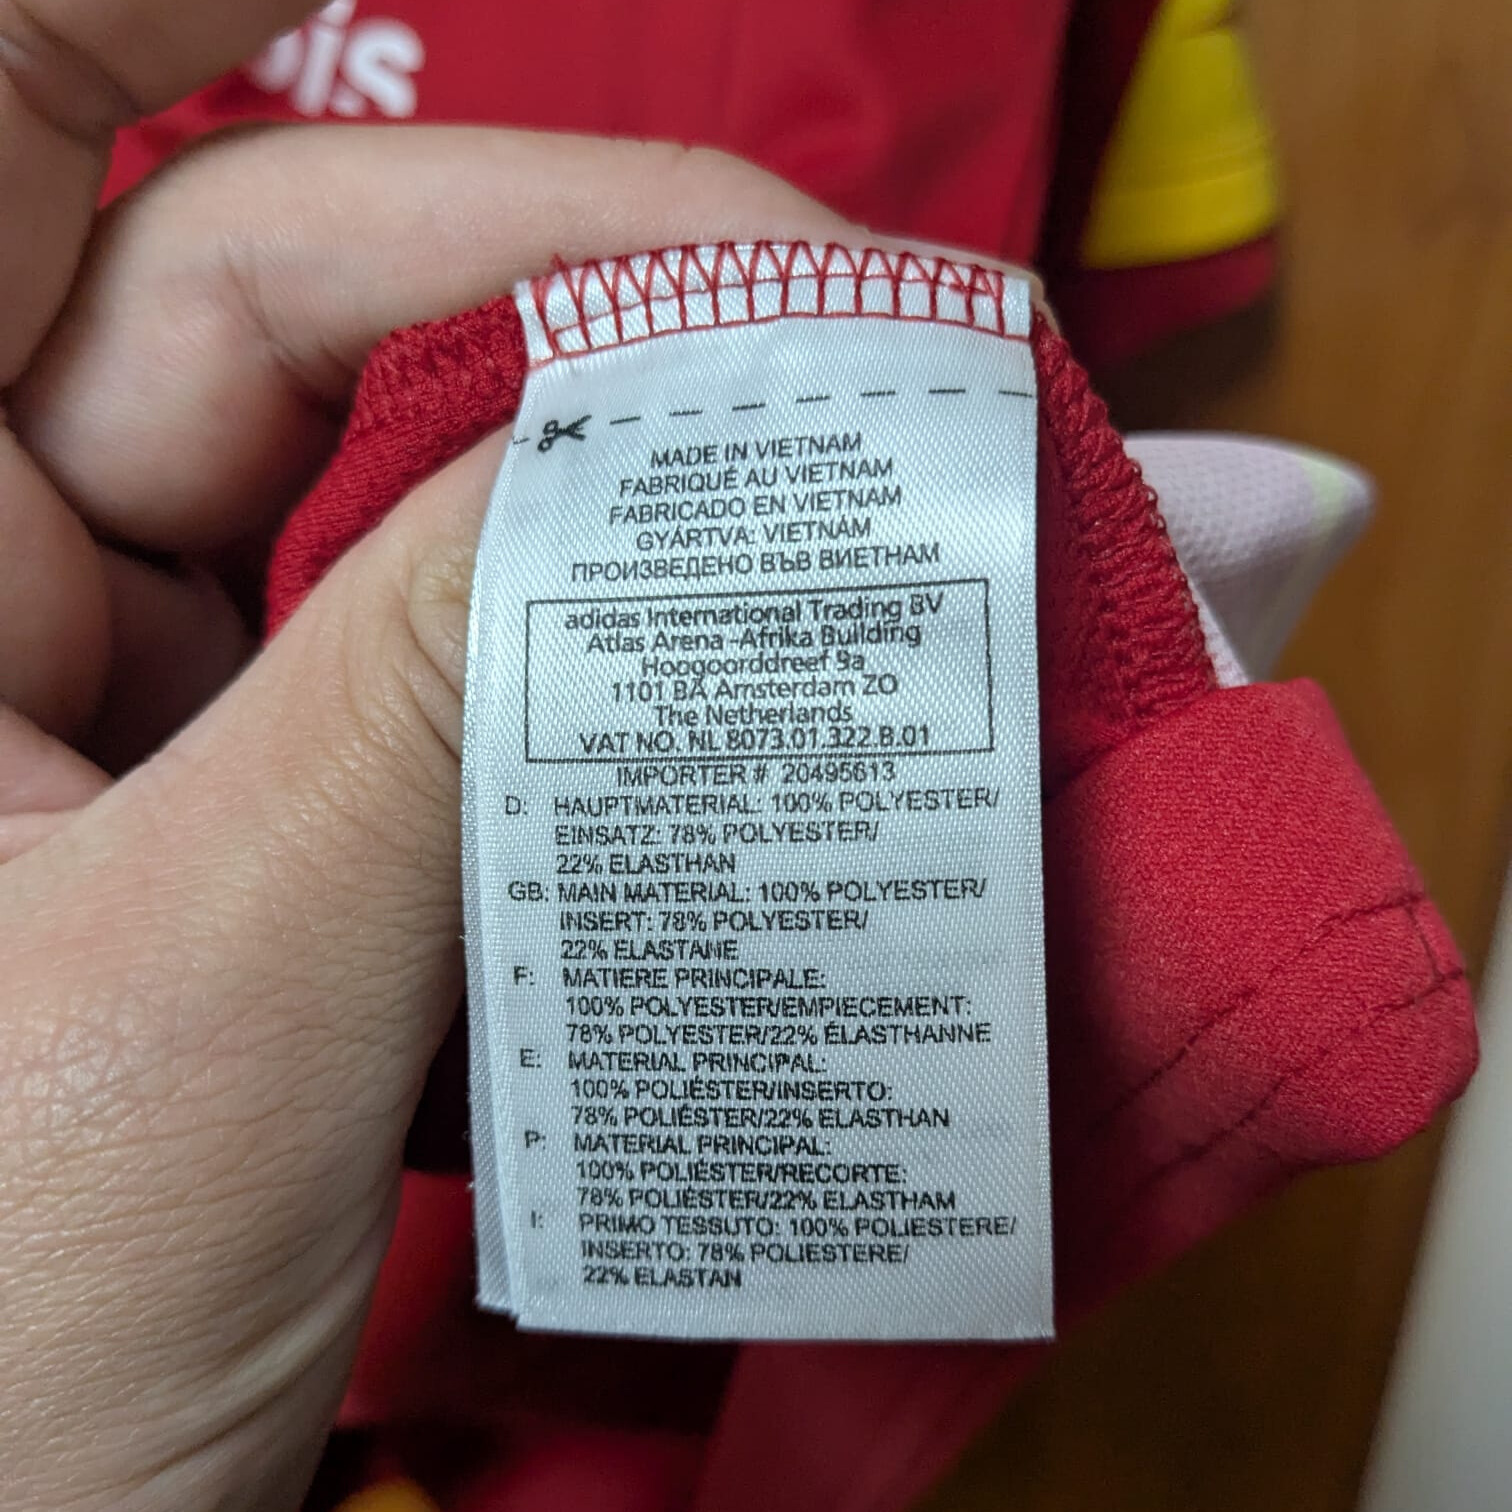 MADE IN VIETNAM
FABRIQUÉ AU VIETNAM
FABRICADO EN VIETNAM
GYÁRTVA: VIETNÁM
ПРОИЗВЕДЕНО ВЪВ ВИЕТНАМ
adidas International Trading BV
Atlas Arena -Afrika Building
Hoogoorddreef 9a
1101 BA Amsterdam ZO
The Netherlands
VAT NO. NL 8073.01.322.B.01
IMPORTER # 20495613
D: HAUPTMATERIAL: 100% POLYESTER/
EINSATZ: 78% POLYESTER/
22% ELASTHAN
GB: MAIN MATERIAL: 100% POLYESTER/
INSERT: 78% POLYESTER/
22% ELASTANE
F: MATIERE PRINCIPALE:
100% POLYESTER/EMPIECEMENT:
78% POLYESTER/22% ÉLASTHANNE
E: MATERIAL PRINCIPAL:
100% POLIÉSTER/INSERTO:
78% POLIÉSTER/22% ELASTHAN
P: MATERIAL PRINCIPAL:
100% POLIÉSTER/RECORTE:
78% POLIÉSTER/22% ELASTHAM
I: PRIMO TESSUTO: 100% POLIESTERE/
INSERTO: 78% POLIESTERE/
22% ELASTAN